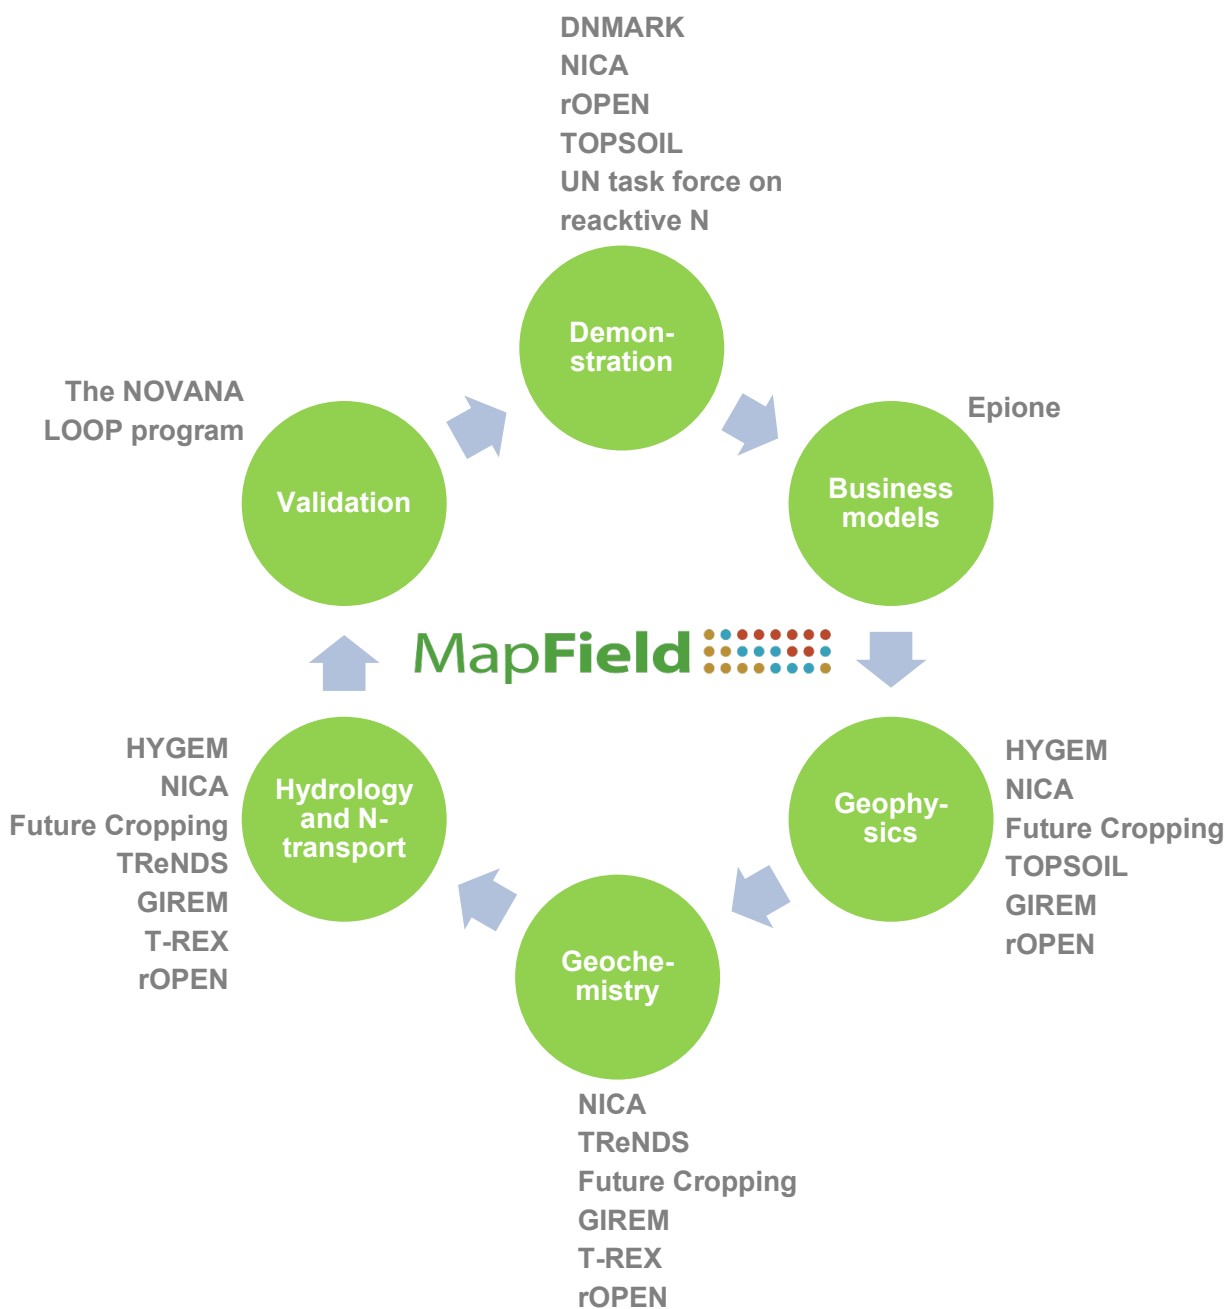 DNMARK
NICA
rOPEN
TOPSOIL
UN task force on
reacktive N
Demon-
stration
The NOVANA
LOOP program
Epione
Validation
Business
models
MapField
HYGEM
NICA
Future Cropping
TReNDS
GIREM
T-REX
rOPEN
Hydrology
and N-
transport
Geophy-
sics
HYGEM
NICA
Future Cropping
TOPSOIL
GIREM
rOPEN
Geoche-
mistry
NICA
TReNDS
Future Cropping
GIREM
T-REX
rOPEN